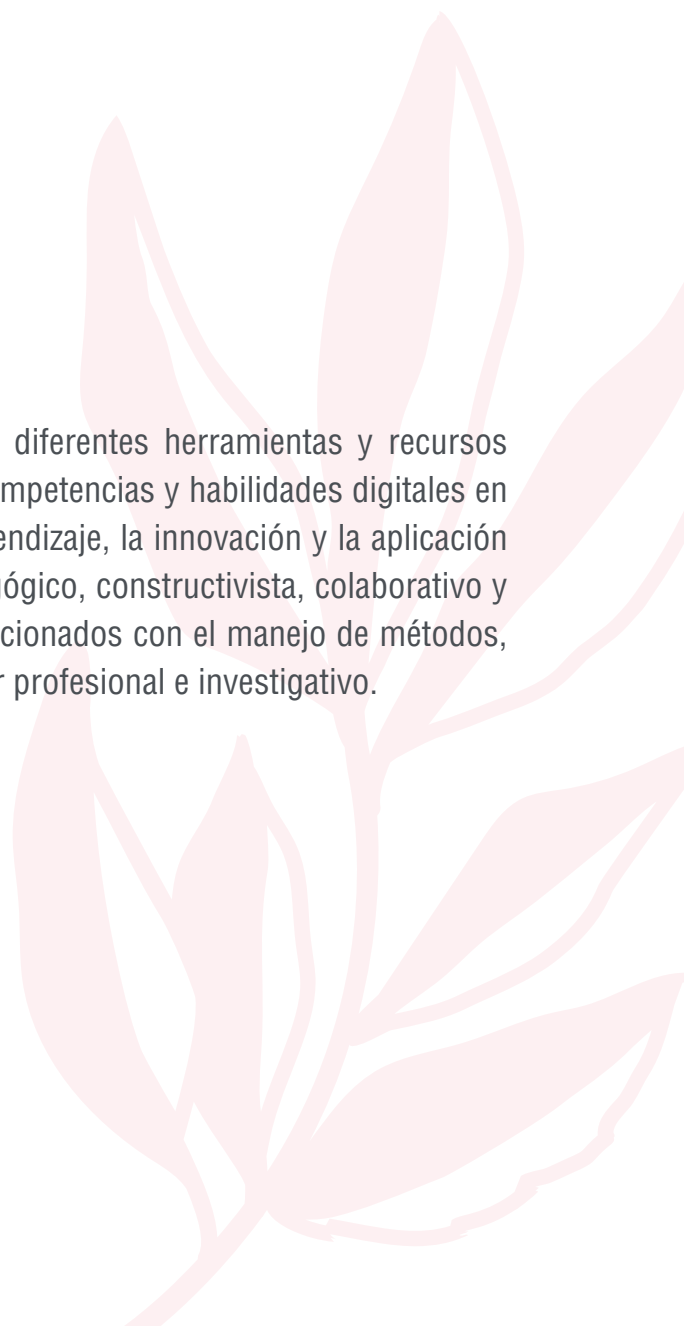 diferentes herramientas y recursos
mpetencias y habilidades digitales en
endizaje, la innovación y la aplicación
ógico, constructivista, colaborativo y
cionados con el manejo de métodos,
r profesional e investigativo.